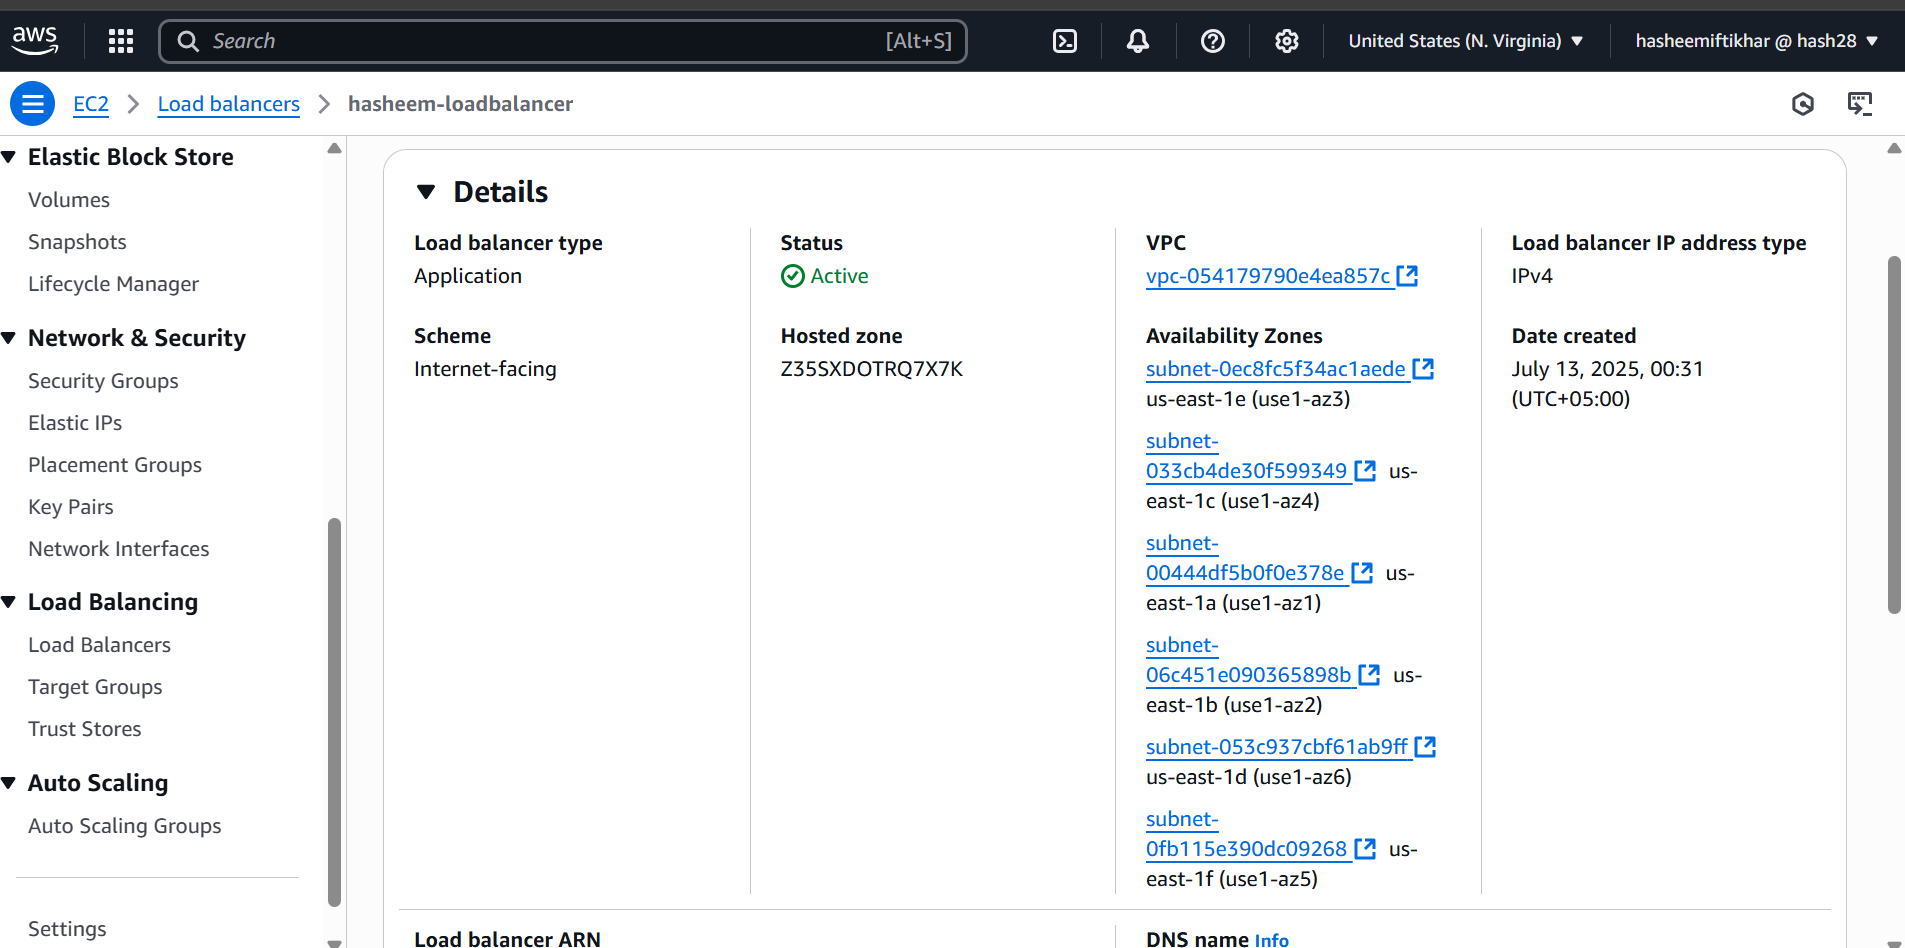 aws
Search [Alt+S]
United States (N. Virginia)
hasheemiftikhar @ hash28
EC2
Load balancers
hasheem-loadbalancer
Elastic Block Store
Volumes
Snapshots
Lifecycle Manager
Network & Security
Security Groups
Elastic IPs
Placement Groups
Key Pairs
Network Interfaces
Load Balancing
Load Balancers
Target Groups
Trust Stores
Auto Scaling
Auto Scaling Groups
Settings
Details
Load balancer type
Application
Scheme
Internet-facing
Status
Active
Hosted zone
Z35SXDOTRQ7X7K
VPC
vpc-054179790e4ea857c
Availability Zones
subnet-0ec8fc5f34ac1aede
us-east-1e (use1-az3)
subnet-
033cb4de30f599349 us-
east-1c (use1-az4)
subnet-
00444df5b0f0e378e us-
east-1a (use1-az1)
subnet-
06c451e090365898b us-
east-1b (use1-az2)
subnet-053c937cbf61ab9ff
us-east-1d (use1-az6)
subnet-
0fb115e390dc09268 us-
east-1f (use1-az5)
Load balancer IP address type
IPv4
Date created
July 13, 2025, 00:31
(UTC+05:00)
Load balancer ARN
DNS name Info